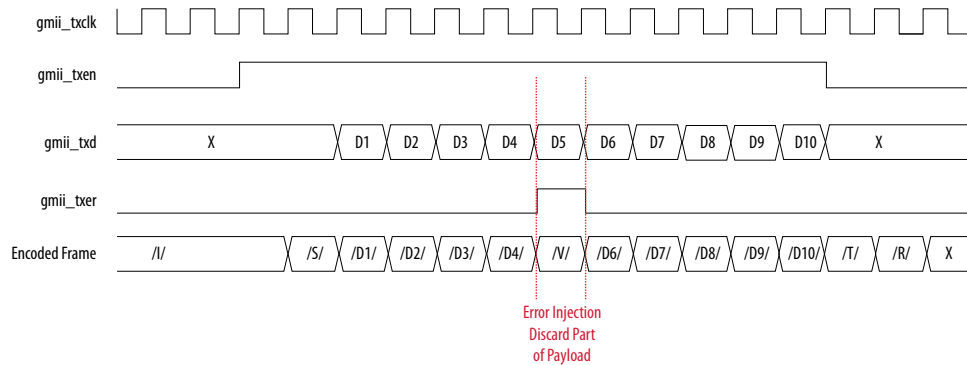 gmii_txclk
gmii_txen
gmii_txd X D1 D2 D3 D4 D5 D6 D7 D8 D9 D10 X
gmii_txer
Encoded Frame /I/ /S/ /D1/ /D2/ /D3/ /D4/ /V/ /D6/ /D7/ /D8/ /D9/ /D10/ /T/ /R/ X
Error Injection
Discard Part
of Payload